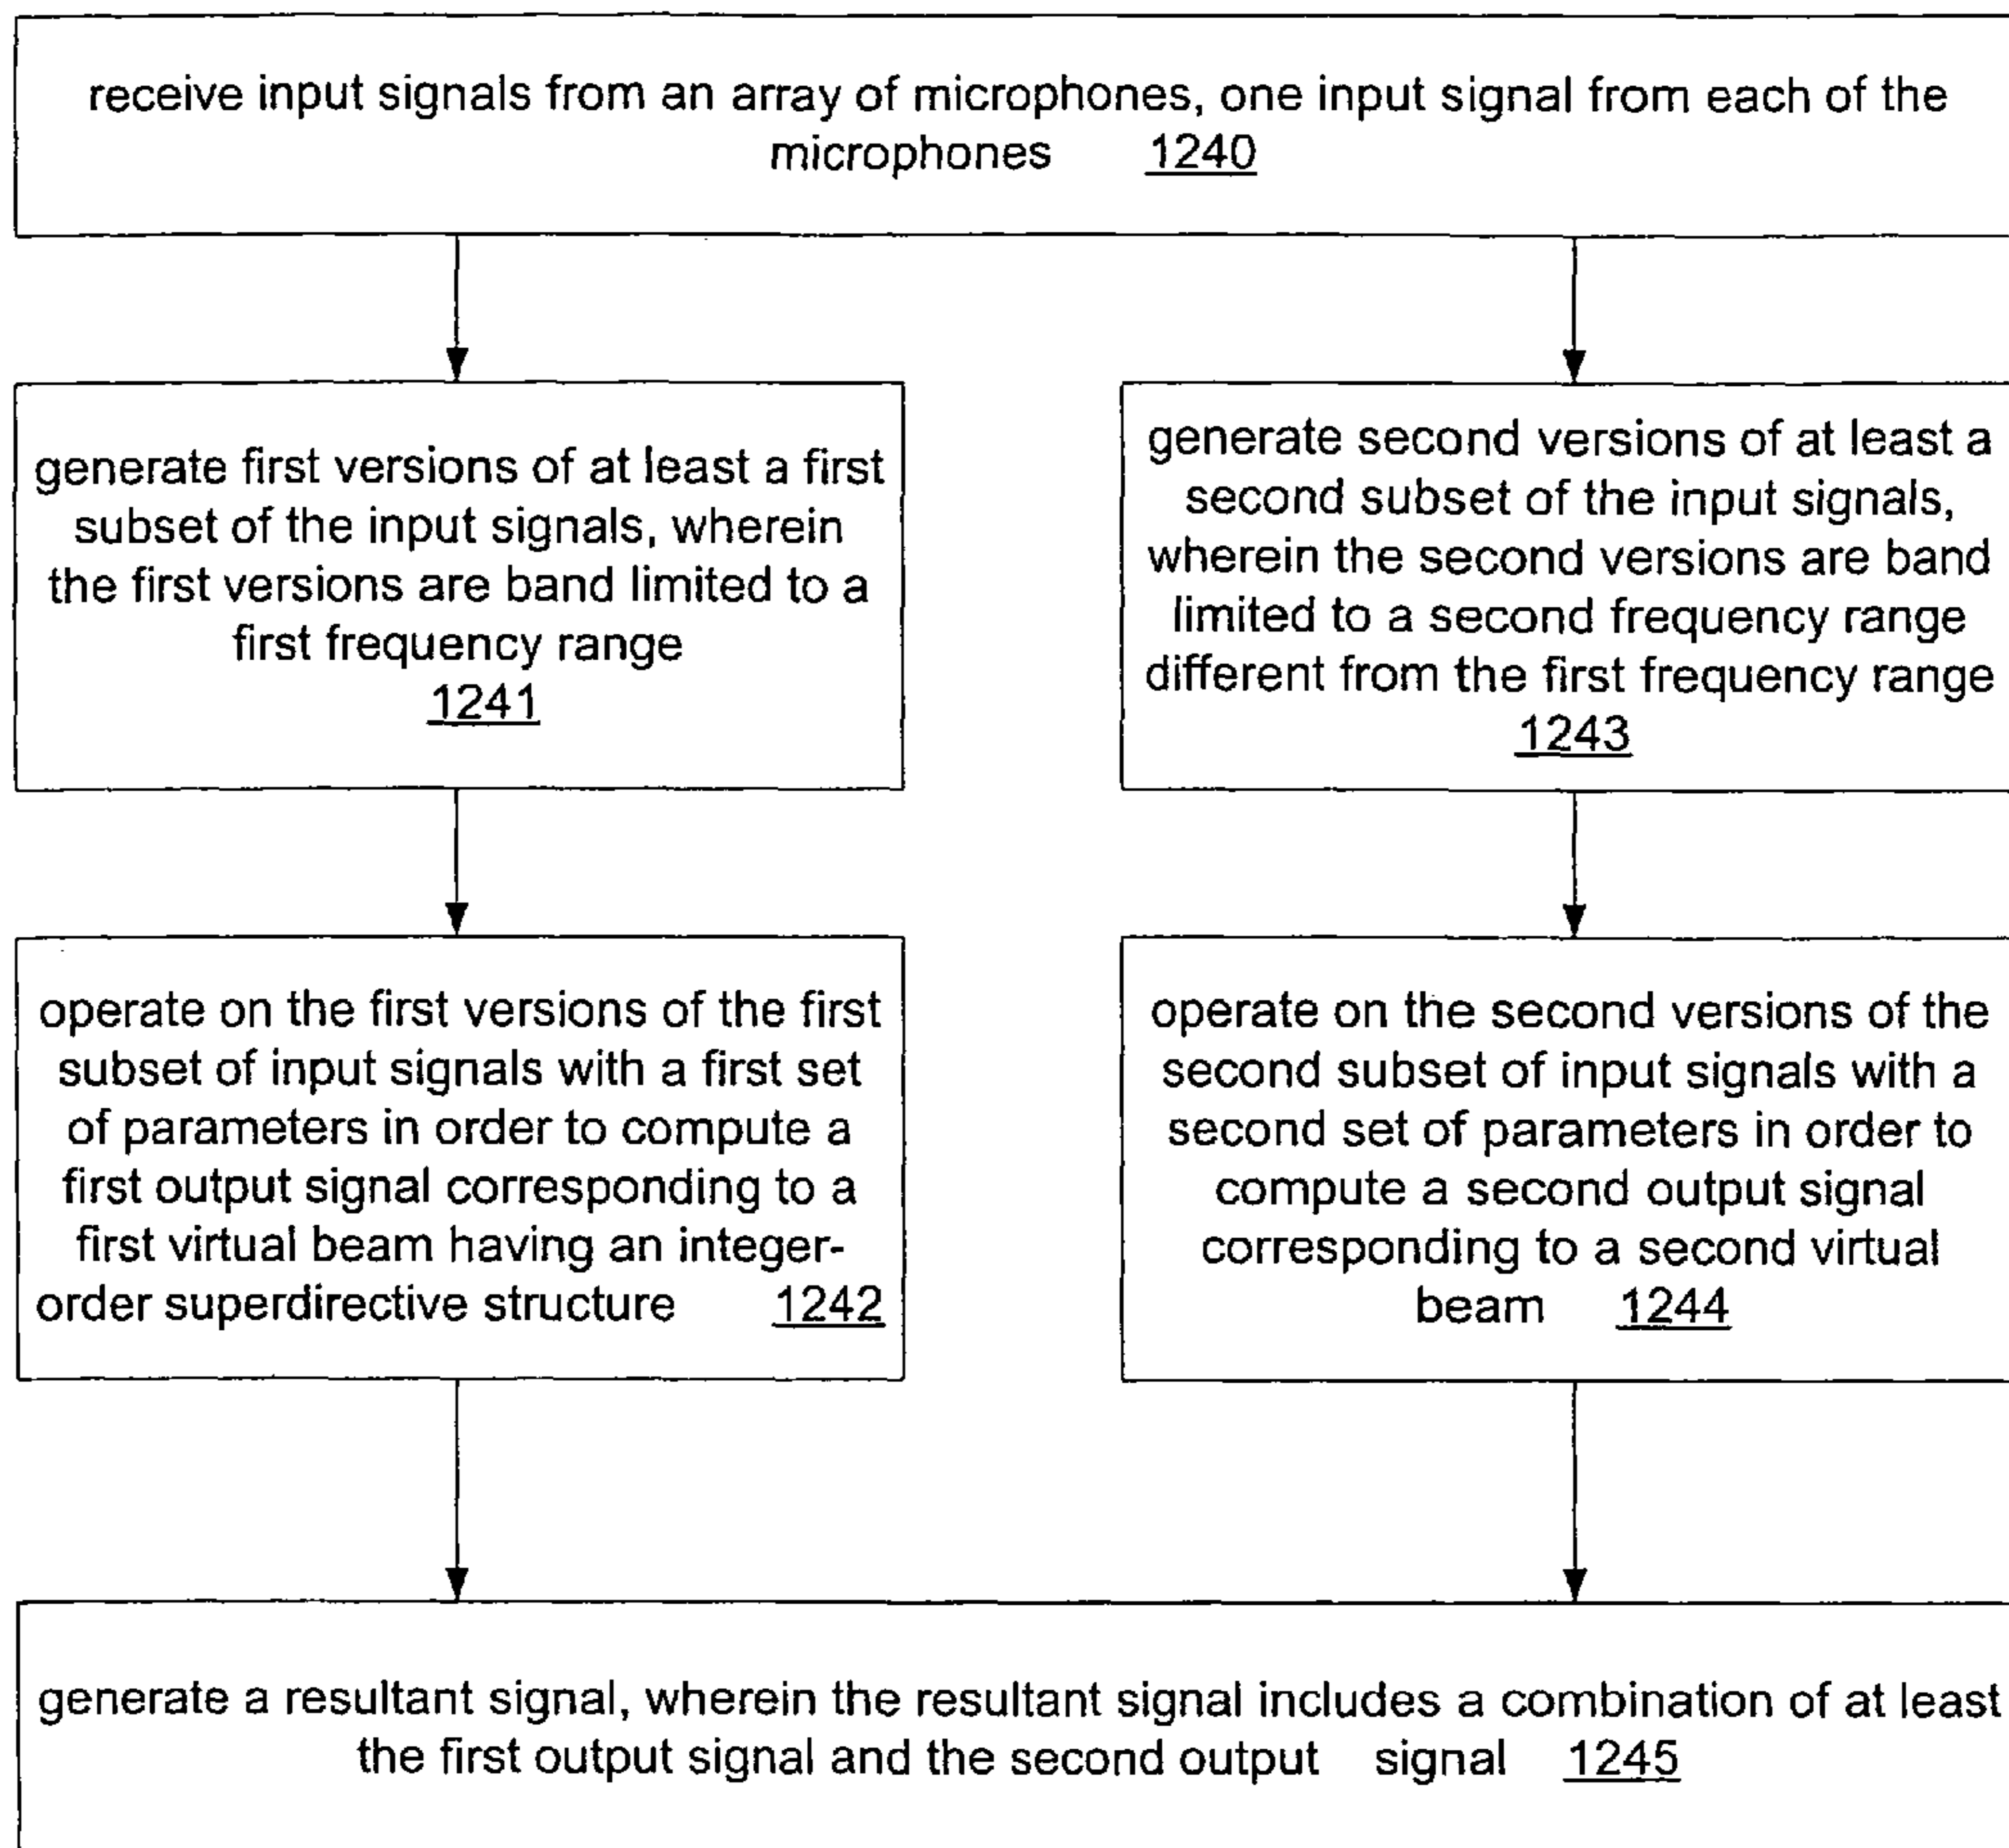 receive input signals from an array of microphones, one input signal from each of the
microphones 1240
generate first versions of at least a first
subset of the input signals, wherein
the first versions are band limited to a
first frequency range
1241
generate second versions of at least a
second subset of the input signals,
wherein the second versions are band
limited to a second frequency range
different from the first frequency range
1243
operate on the first versions of the first
subset of input signals with a first set
of parameters in order to compute a
first output signal corresponding to a
first virtual beam having an integer-
order superdirective structure 1242
operate on the second versions of the
second subset of input signals with a
second set of parameters in order to
compute a second output signal
corresponding to a second virtual
beam 1244
generate a resultant signal, wherein the resultant signal includes a combination of at least
the first output signal and the second output signal 1245